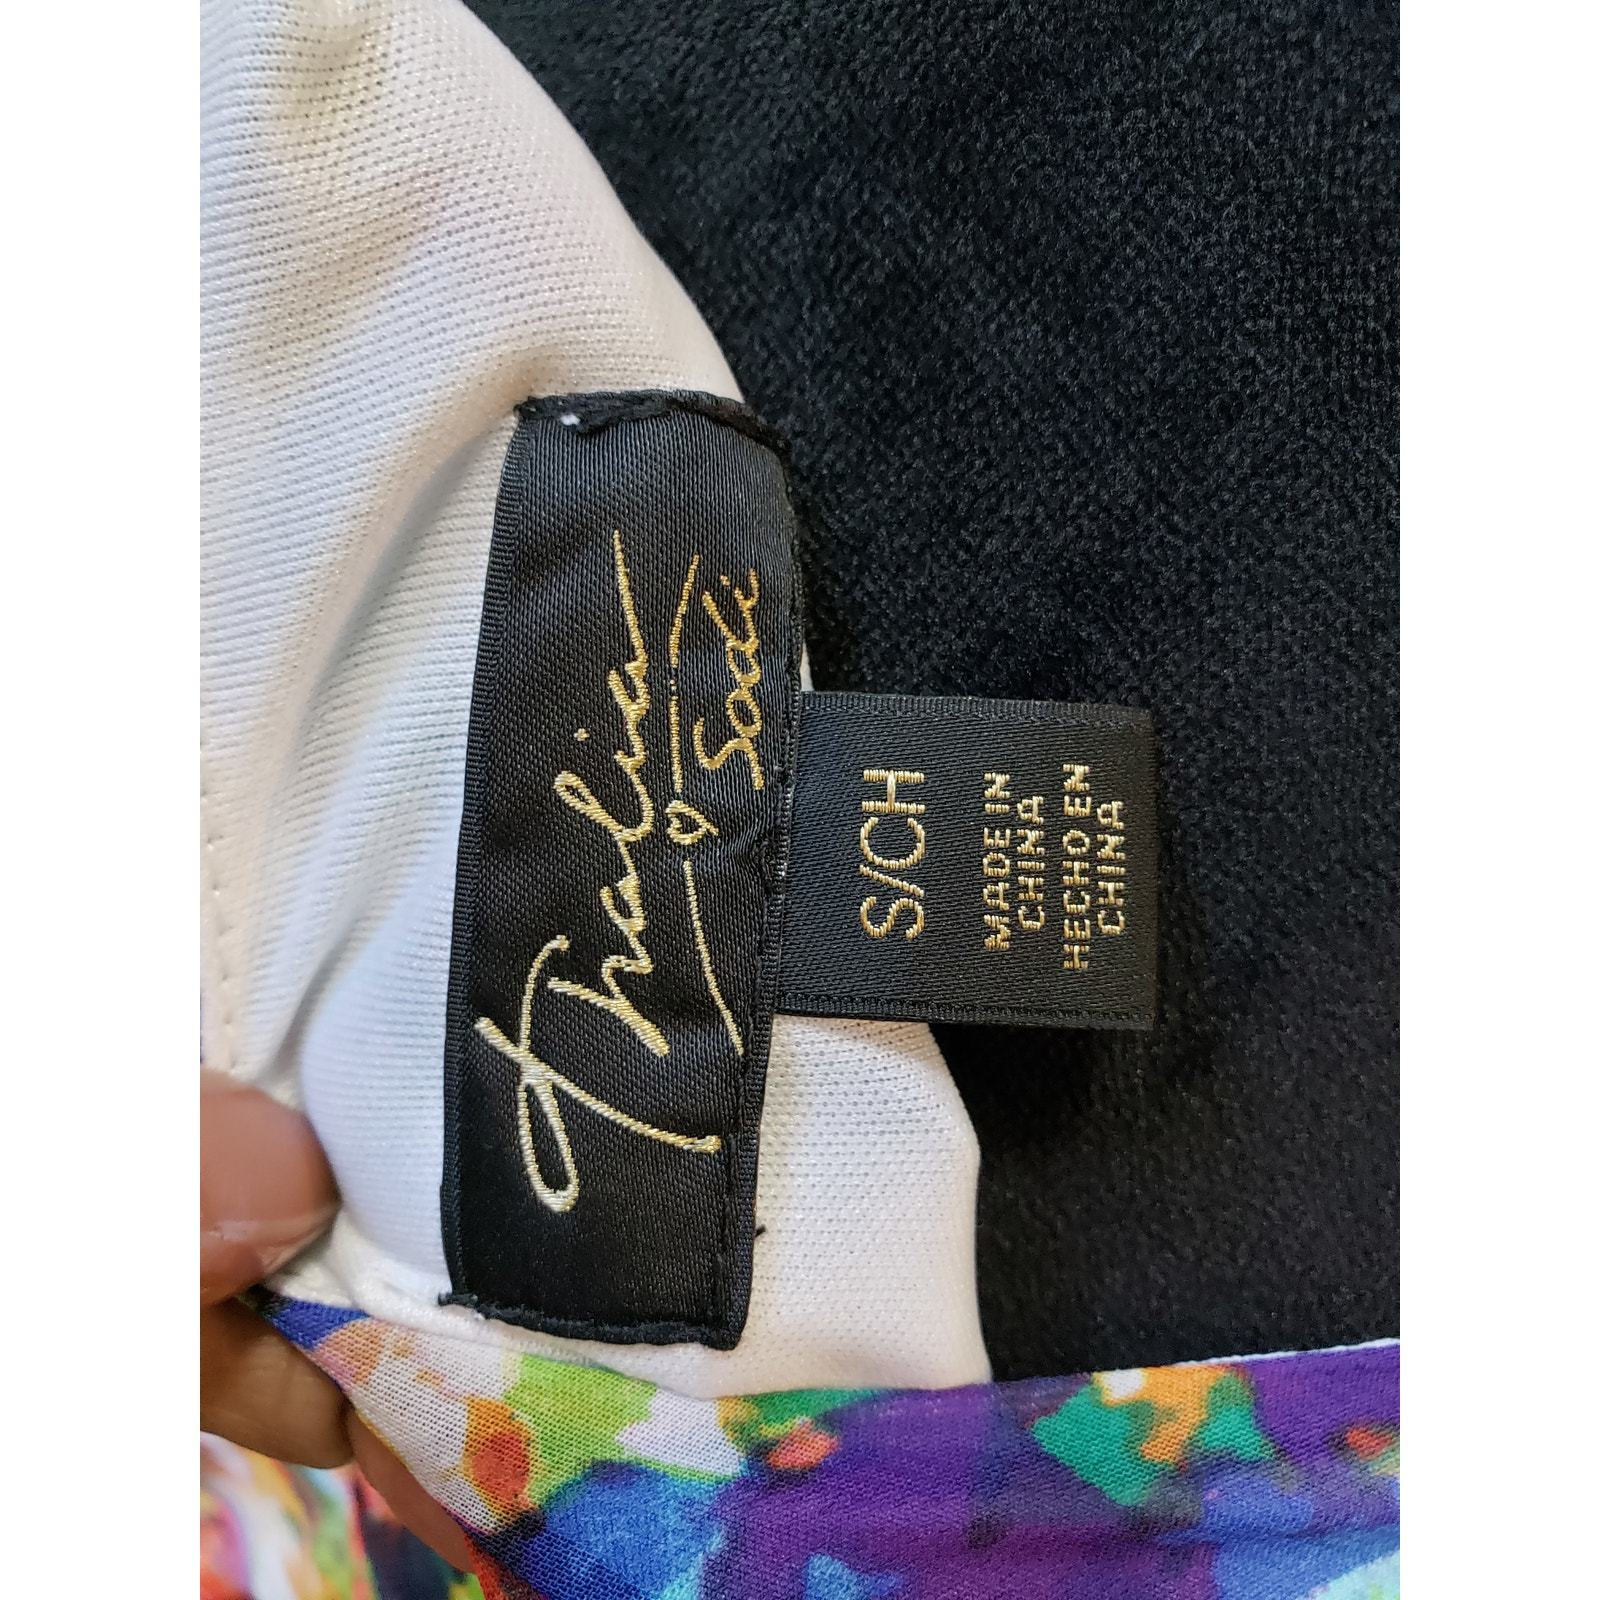 Thalia
Sodi
S/CH
MADE IN
CHINA
HECHO EN
CHINA